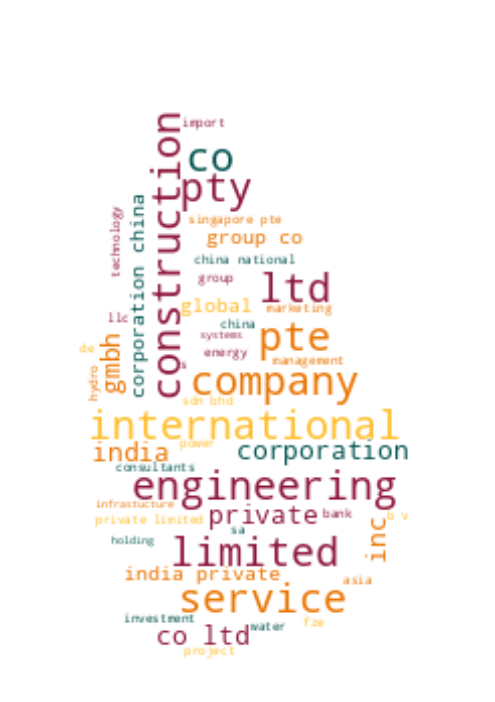 import
construction
co
pty
technology
corporation china
singapore pte
group co
china national
group
ltd
global
marketing
llc
china
pte
systems
de
gmbh
energy
management
s
hydro
company
sdn bhd
international
power
india
corporation
consultants
engineering
infrastucture
private
bank
b v
private limited
inc
sa
holding
limited
india private
asia
service
investment
fze
water
co ltd
project